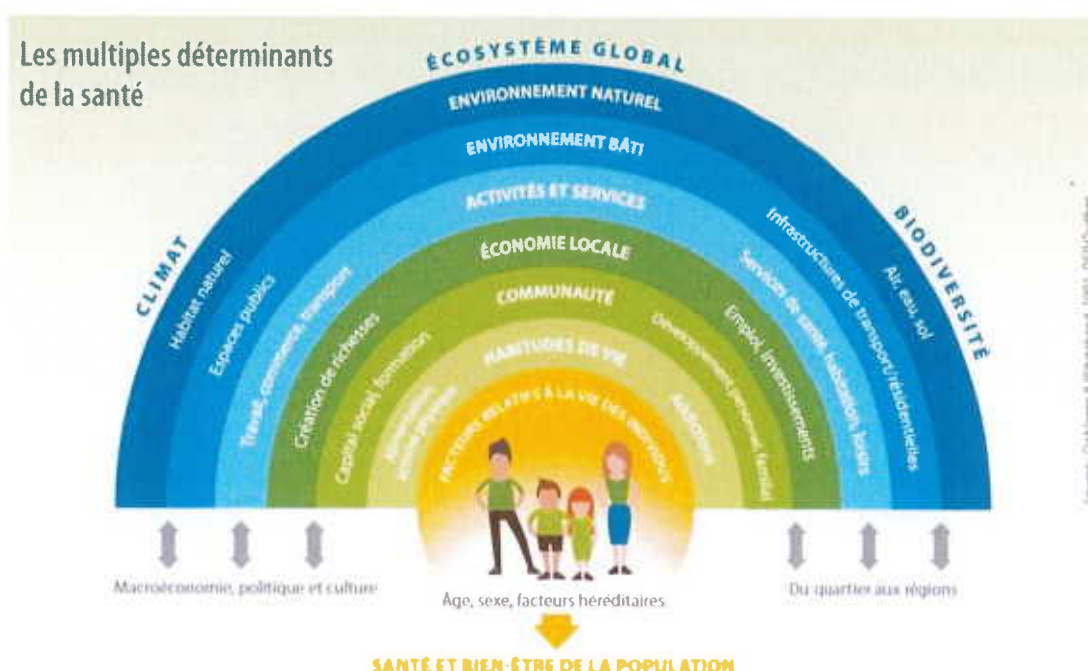 Les multiples déterminants
de la santé
ÉCOSYSTÈME GLOBAL
CLIMAT
BIODIVERSITÉ
ENVIRONNEMENT NATUREL
Habitat naturel
Air, eau, sol
ENVIRONNEMENT BÂTI
Espaces publics
Infrastructures de transport/résidentielles
ACTIVITÉS ET SERVICES
Travail, commerce, transport
Services de santé, habitation, loisirs
ÉCONOMIE LOCALE
Création de richesses
Emploi, investissements
COMMUNAUTÉ
Capital social, formation
Développement personnel, familial
HABITUDES DE VIE
Addictions
FACTEURS RELATIFS À LA VIE DES INDIVIDUS
Macroéconomie, politique et culture
Âge, sexe, facteurs héréditaires
Du quartier aux régions
SANTÉ ET BIEN-ÊTRE DE LA POPULATION